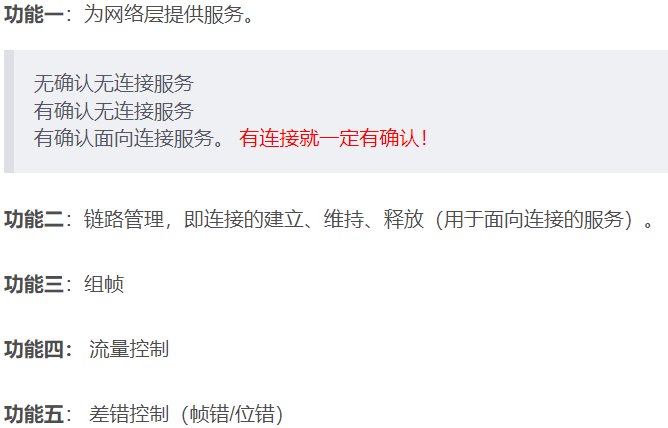 功能一：为网络层提供服务。
无确认无连接服务
有确认无连接服务
有确认面向连接服务。 有连接就一定有确认！
功能二：链路管理，即连接的建立、维持、释放（用于面向连接的服务）。
功能三：组帧
功能四： 流量控制
功能五： 差错控制（帧错/位错）